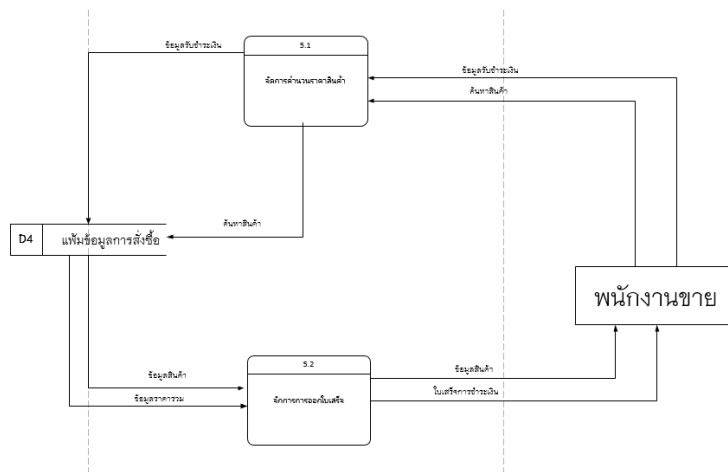 5.1
ข้อมูลรับชำระเงิน
จัดการคำนวนราคาสินค้า
ข้อมูลรับชำระเงิน
ค้นหาสินค้า
ค้นหาสินค้า
D4
แฟ้มข้อมูลการสั่งซื้อ
พนักงานขาย
5.2
ข้อมูลสินค้า
ข้อมูลสินค้า
ข้อมูลราคารวม
จัดการการออกใบเสร็จ
ใบเสร็จการชำระเงิน